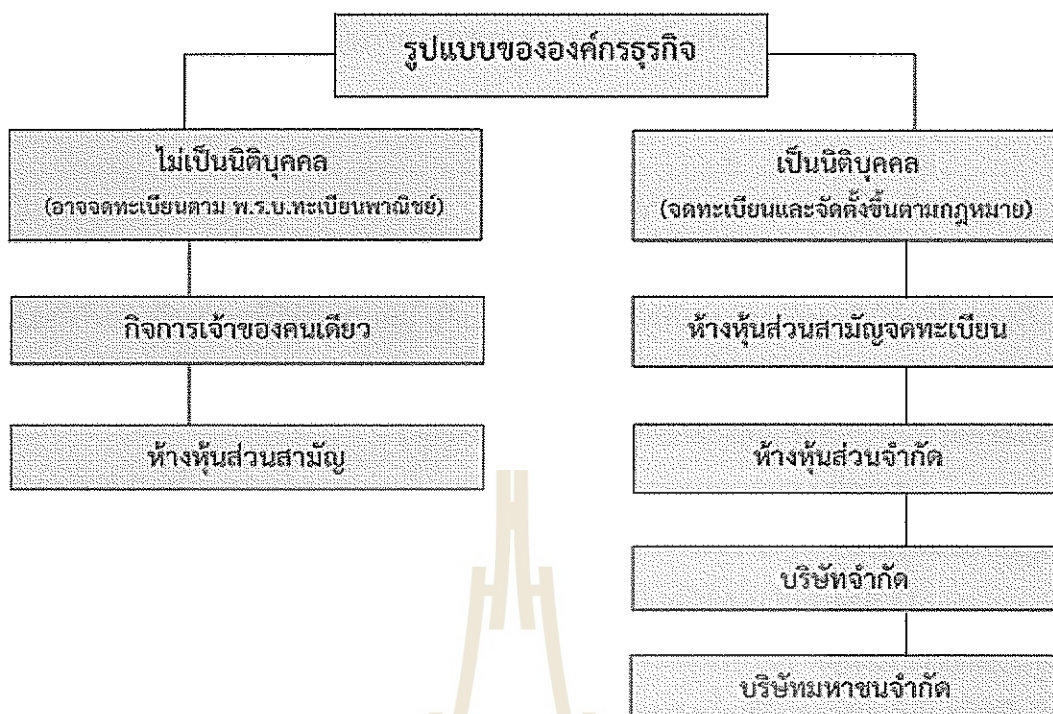 รูปแบบขององค์กรธุรกิจ
ไม่เป็นนิติบุคคล
(อาจจดทะเบียนตาม พ.ร.บ.ทะเบียนพาณิชย์)
กิจการเจ้าของคนเดียว
ห้างหุ้นส่วนสามัญ
เป็นนิติบุคคล
(จดทะเบียนและจัดตั้งขึ้นตามกฎหมาย)
ห้างหุ้นส่วนสามัญจดทะเบียน
ห้างหุ้นส่วนจำกัด
บริษัทจำกัด
บริษัทมหาชนจำกัด